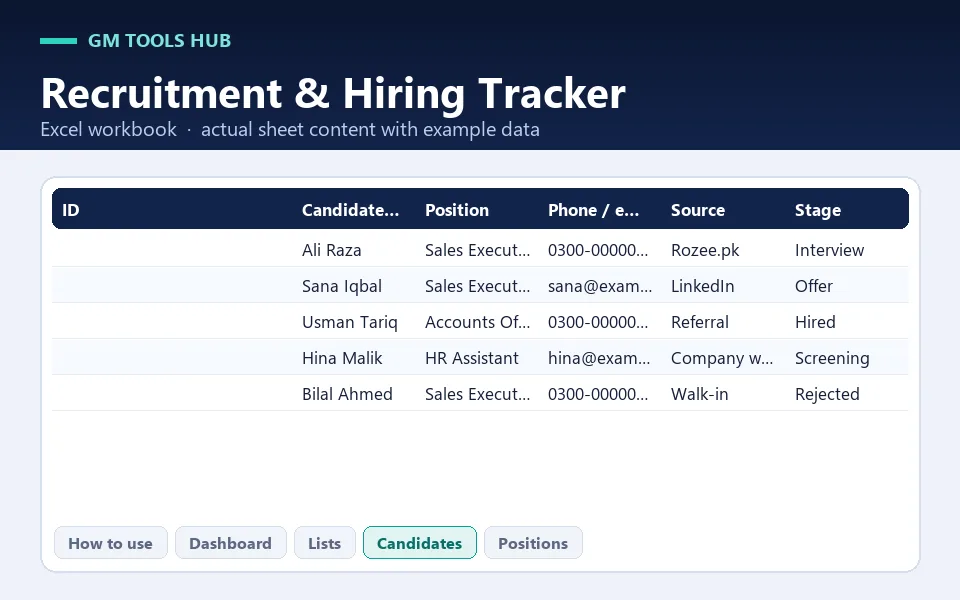 GM TOOLS HUB
Recruitment & Hiring Tracker
Excel workbook · actual sheet content with example data
ID Candidate... Position Phone / e... Source Stage
Ali Raza Sales Execut... 0300-00000... Rozee.pk Interview
Sana Iqbal Sales Execut... sana@exam... LinkedIn Offer
Usman Tariq Accounts Of... 0300-00000... Referral Hired
Hina Malik HR Assistant hina@exam... Company w... Screening
Bilal Ahmed Sales Execut... 0300-00000... Walk-in Rejected
How to use Dashboard Lists Candidates Positions